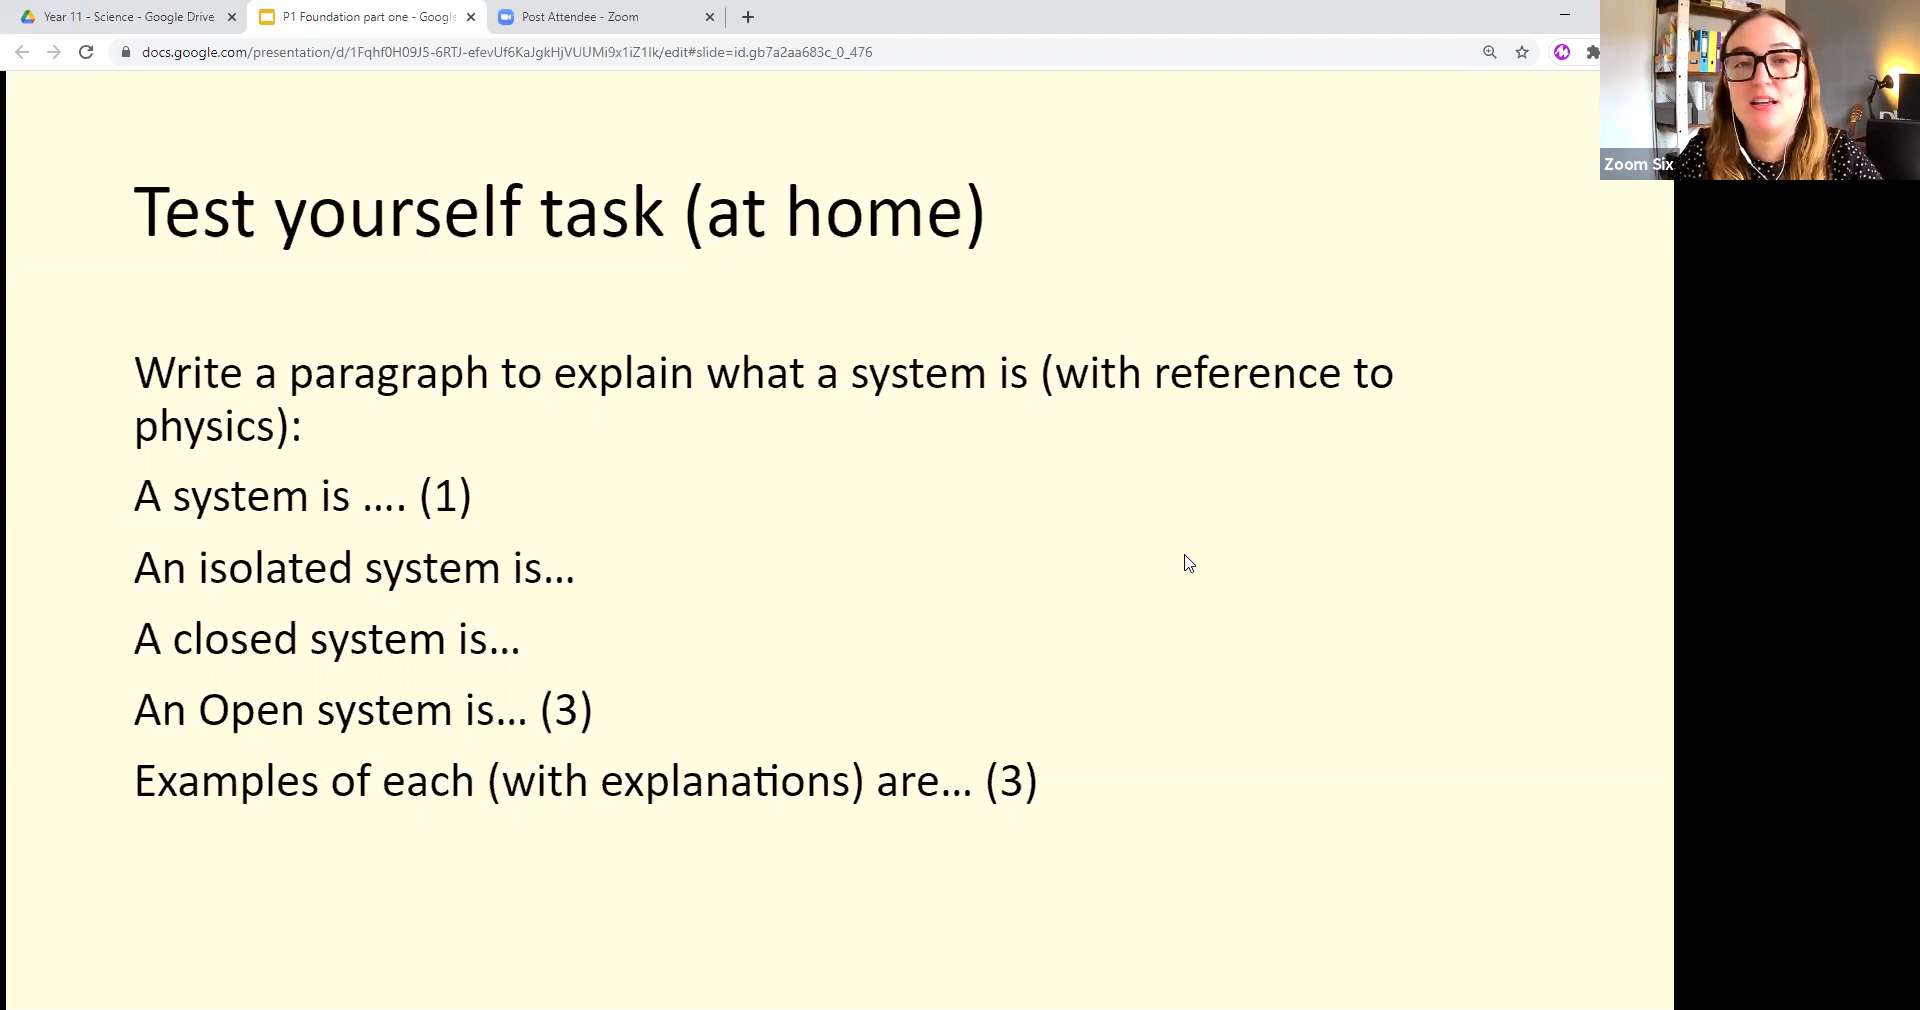 Year 11 - Science - Google Drive
P1 Foundation part one - Google
Post Attendee - Zoom
docs.google.com/presentation/d/1Fqhf0H09J5-6RTJ-efevUf6KaJgkHjVUUMi9x1iZ1lk/edit#slide=id.gb7a2aa683c_0_476
Zoom Six
Test yourself task (at home)
Write a paragraph to explain what a system is (with reference to
physics):
A system is .... (1)
An isolated system is...
A closed system is...
An Open system is... (3)
Examples of each (with explanations) are... (3)